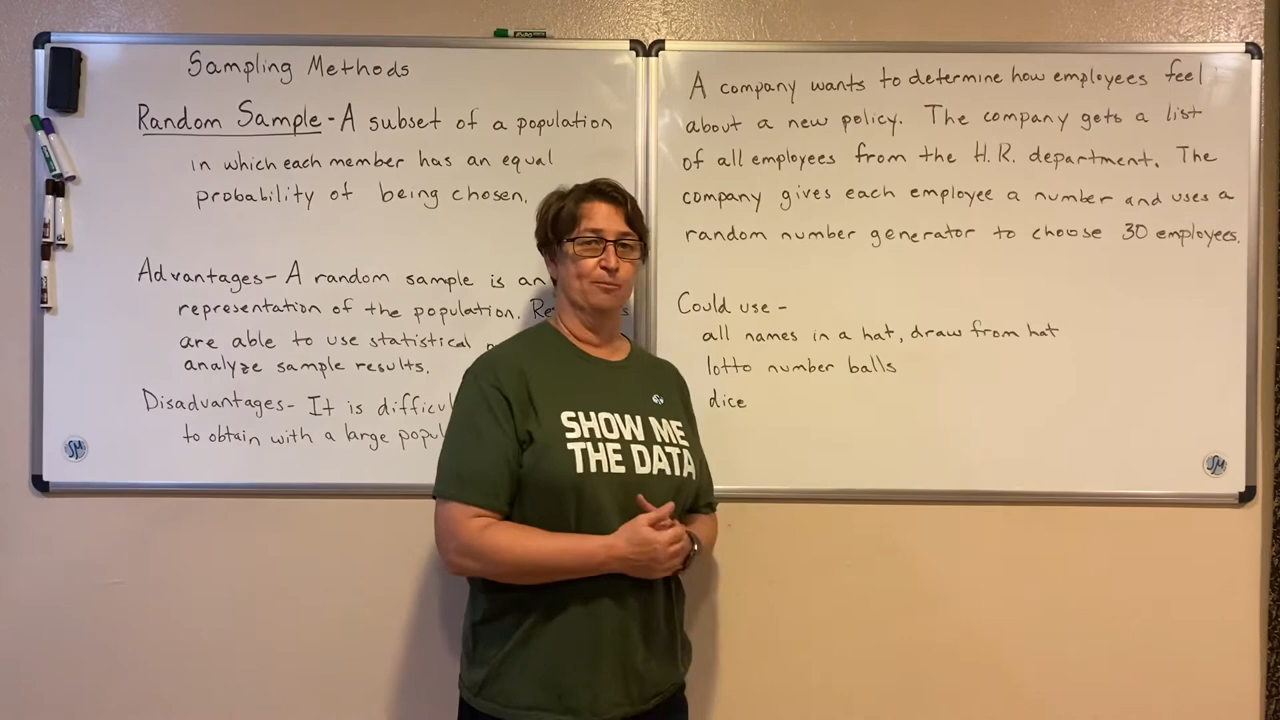 Sampling Methods
Random Sample - A subset of a population
in which each member has an equal
probability of being chosen.
Advantages - A random sample is an
representation of the population.
are able to use statistical
analyze sample results.
Disadvantages - It is
to obtain with a large
A company wants to determine how employees feel
about a new policy. The company gets a list
of all employees from the H.R. department. The
company gives each employee a number and uses a
random number generator to choose 30 employees.
Could use -
all names in a hat, draw from hat
lotto number balls
dice
SHOW ME
THE DATA
SM
SM